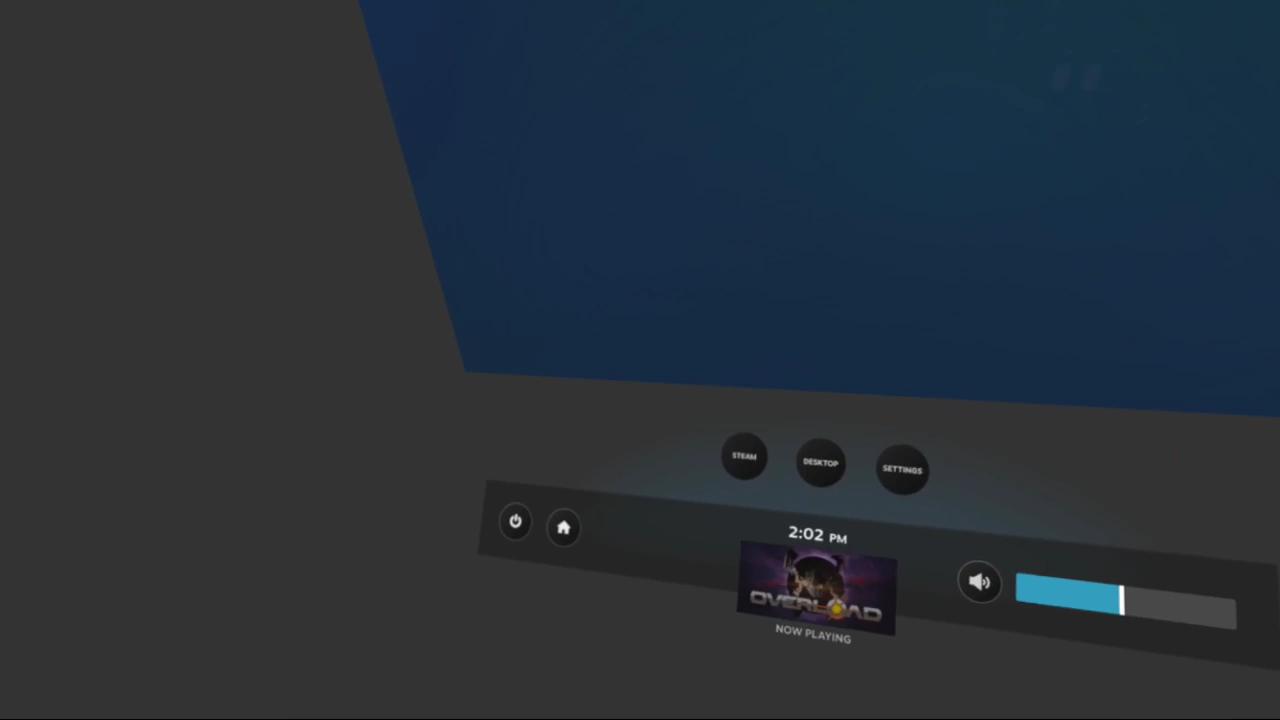 STEAM
DESKTOP
SETTINGS
2:02 PM
OVERLOAD
NOW PLAYING